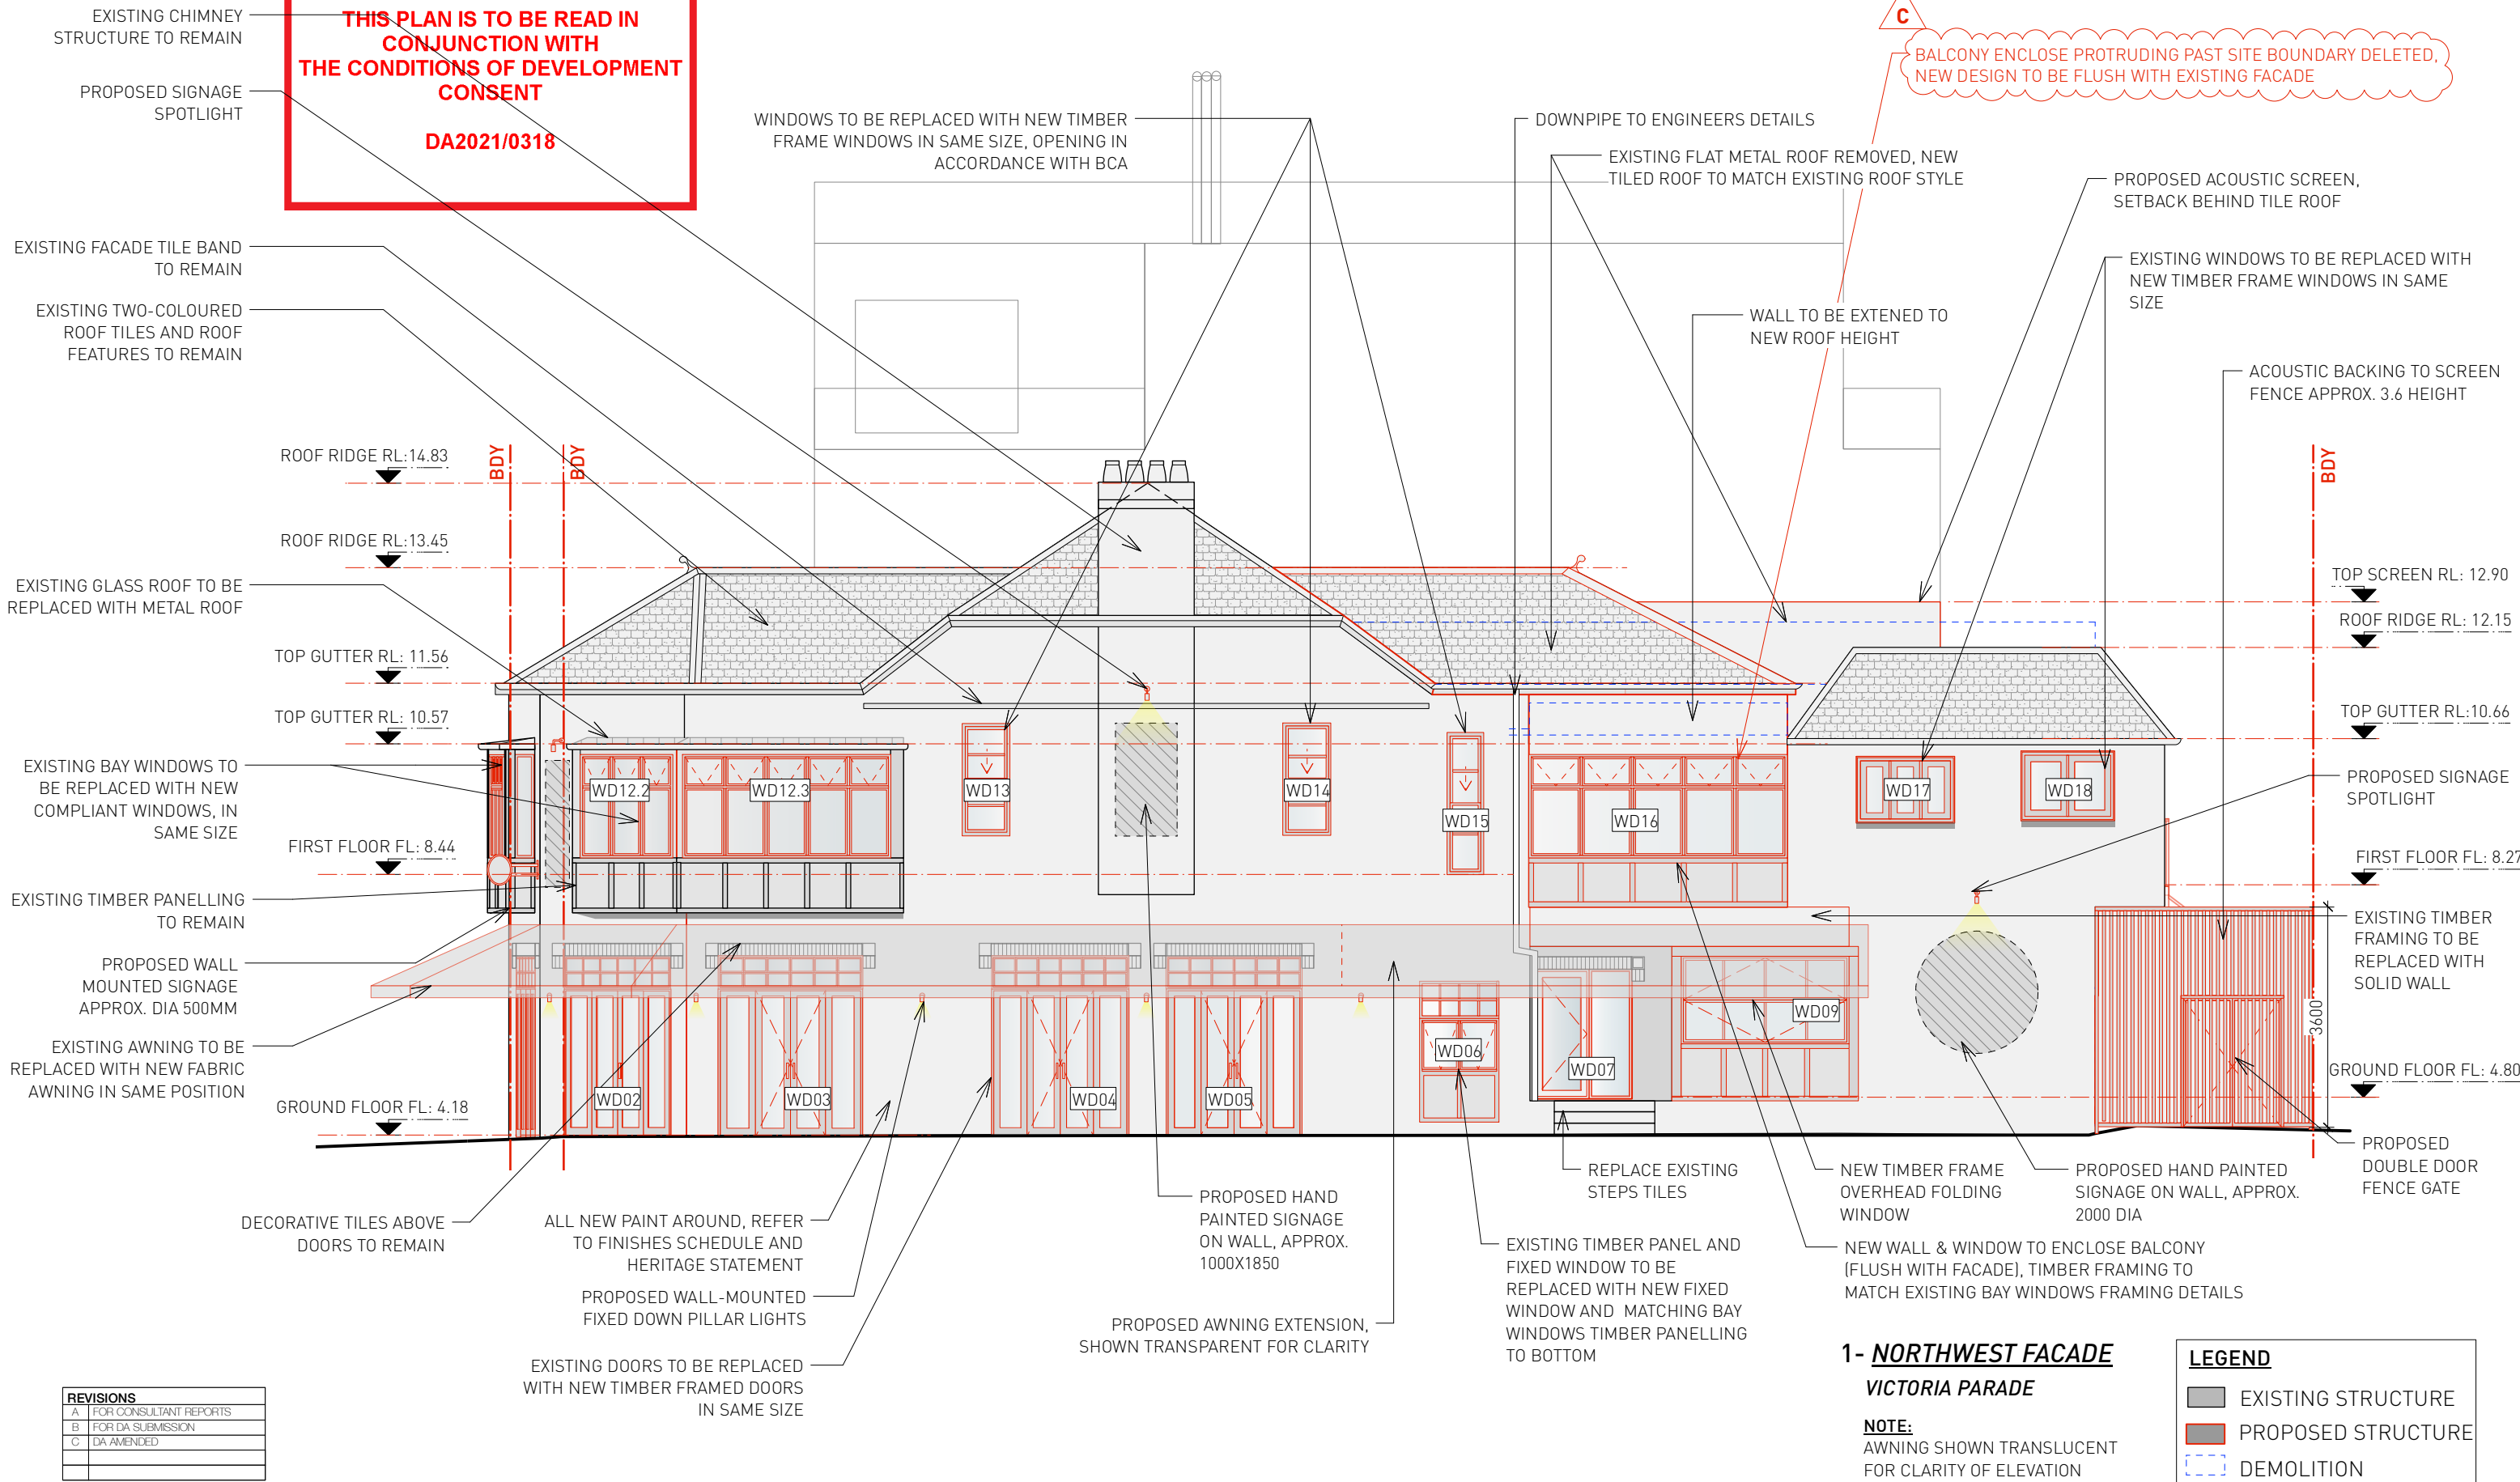 EXISTING CHIMNEY
STRUCTURE TO REMAIN
PROPOSED SIGNAGE
SPOTLIGHT
EXISTING FACADE TILE BAND
TO REMAIN
EXISTING TWO-COLOURED
ROOF TILES AND ROOF
FEATURES TO REMAIN
THIS PLAN IS TO BE READ IN
CONJUNCTION WITH
THE CONDITIONS OF DEVELOPMENT
CONSENT
DA2021/0318
WINDOWS TO BE REPLACED WITH NEW TIMBER
FRAME WINDOWS IN SAME SIZE, OPENING IN
ACCORDANCE WITH BCA
DOWNPIPE TO ENGINEERS DETAILS
EXISTING FLAT METAL ROOF REMOVED, NEW
TILED ROOF TO MATCH EXISTING ROOF STYLE
C
BALCONY ENCLOSE PROTRUDING PAST SITE BOUNDARY DELETED,
NEW DESIGN TO BE FLUSH WITH EXISTING FACADE
PROPOSED ACOUSTIC SCREEN,
SETBACK BEHIND TILE ROOF
EXISTING WINDOWS TO BE REPLACED WITH
NEW TIMBER FRAME WINDOWS IN SAME
SIZE
WALL TO BE EXTENED TO
NEW ROOF HEIGHT
ACOUSTIC BACKING TO SCREEN
FENCE APPROX. 3.6 HEIGHT
ROOF RIDGE RL:14.83
BDY
BDY
BDY
ROOF RIDGE RL:13.45
EXISTING GLASS ROOF TO BE
REPLACED WITH METAL ROOF
TOP GUTTER RL: 11.56
TOP GUTTER RL: 10.57
EXISTING BAY WINDOWS TO
BE REPLACED WITH NEW
COMPLIANT WINDOWS, IN
SAME SIZE
FIRST FLOOR FL: 8.44
EXISTING TIMBER PANELLING
TO REMAIN
PROPOSED WALL
MOUNTED SIGNAGE
APPROX. DIA 500MM
EXISTING AWNING TO BE
REPLACED WITH NEW FABRIC
AWNING IN SAME POSITION
GROUND FLOOR FL: 4.18
TOP SCREEN RL: 12.90
ROOF RIDGE RL: 12.15
TOP GUTTER RL:10.66
PROPOSED SIGNAGE
SPOTLIGHT
FIRST FLOOR FL: 8.27
EXISTING TIMBER
FRAMING TO BE
REPLACED WITH
SOLID WALL
3600
GROUND FLOOR FL: 4.80
PROPOSED
DOUBLE DOOR
FENCE GATE
WD12.2
WD12.3
WD13
WD14
WD15
WD16
WD17
WD18
WD02
WD03
WD04
WD05
WD06
WD07
WD09
DECORATIVE TILES ABOVE
DOORS TO REMAIN
ALL NEW PAINT AROUND, REFER
TO FINISHES SCHEDULE AND
HERITAGE STATEMENT
PROPOSED WALL-MOUNTED
FIXED DOWN PILLAR LIGHTS
EXISTING DOORS TO BE REPLACED
WITH NEW TIMBER FRAMED DOORS
IN SAME SIZE
PROPOSED HAND
PAINTED SIGNAGE
ON WALL, APPROX.
1000X1850
PROPOSED AWNING EXTENSION,
SHOWN TRANSPARENT FOR CLARITY
EXISTING TIMBER PANEL AND
FIXED WINDOW TO BE
REPLACED WITH NEW FIXED
WINDOW AND MATCHING BAY
WINDOWS TIMBER PANELLING
TO BOTTOM
REPLACE EXISTING
STEPS TILES
NEW TIMBER FRAME
OVERHEAD FOLDING
WINDOW
PROPOSED HAND PAINTED
SIGNAGE ON WALL, APPROX.
2000 DIA
NEW WALL & WINDOW TO ENCLOSE BALCONY
(FLUSH WITH FACADE), TIMBER FRAMING TO
MATCH EXISTING BAY WINDOWS FRAMING DETAILS
REVISIONS
A FOR CONSULTANT REPORTS
B FOR DA SUBMISSION
C DA AMENDED
1- NORTHWEST FACADE
VICTORIA PARADE
NOTE:
AWNING SHOWN TRANSLUCENT
FOR CLARITY OF ELEVATION
LEGEND
EXISTING STRUCTURE
PROPOSED STRUCTURE
DEMOLITION